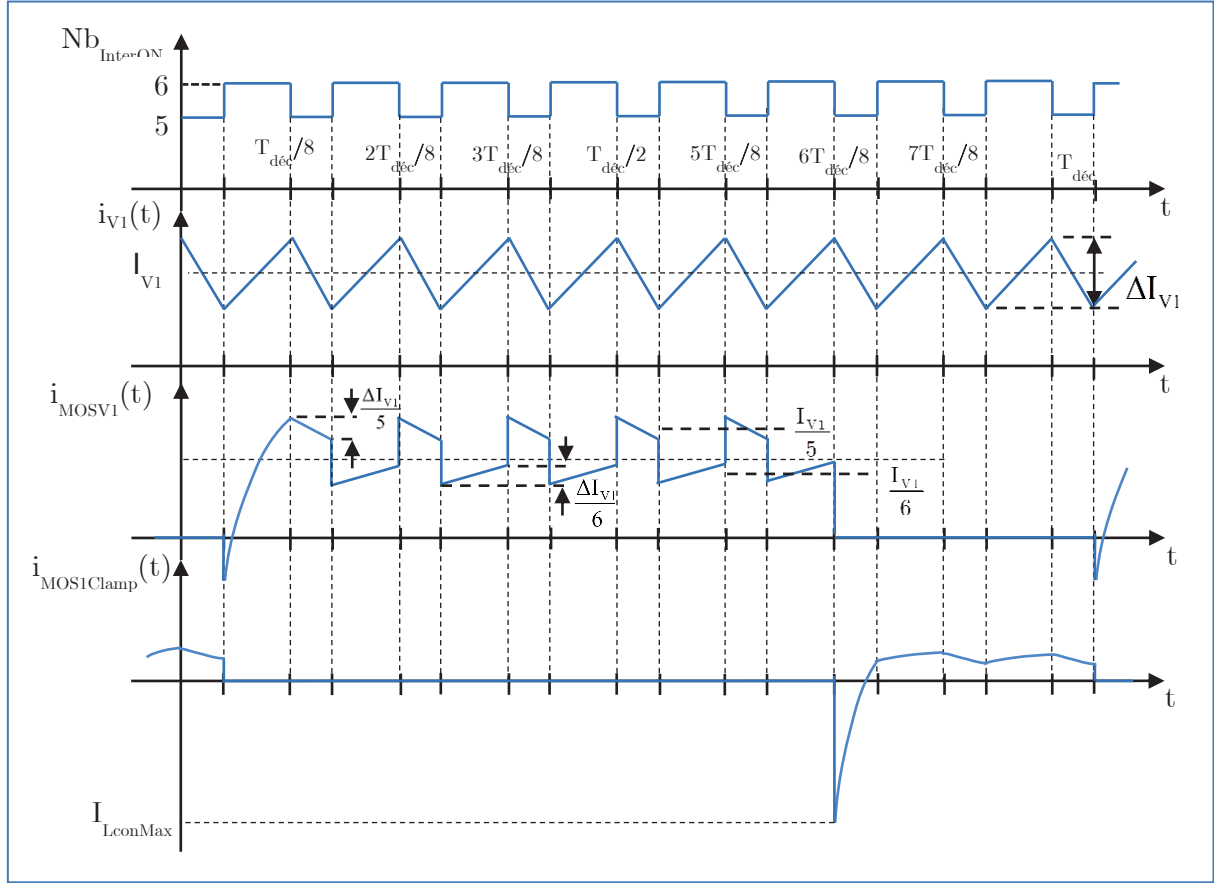 Nb_InterON
6
5
T_déc/8 2T_déc/8 3T_déc/8 T_déc/2 5T_déc/8 6T_déc/8 7T_déc/8 T_déc
t
i_V1(t)
I_V1
ΔI_V1
t
i_MOSV1(t)
ΔI_V1/5
I_V1/5
ΔI_V1/6
I_V1/6
t
i_MOS1Clamp(t)
t
I_LconMax